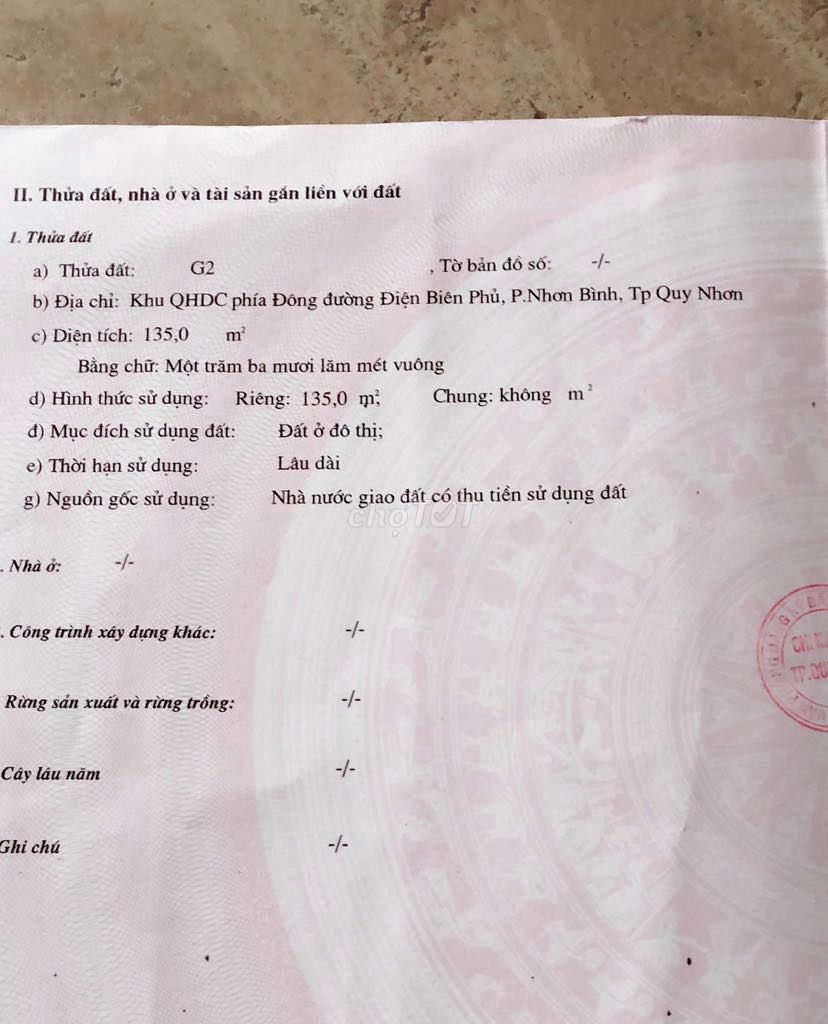 II. Thửa đất, nhà ở và tài sản gắn liền với đất
1. Thửa đất
a) Thửa đất: G2 , Tờ bản đồ số: -/-
b) Địa chỉ: Khu QHDC phía Đông đường Điện Biên Phủ, P.Nhơn Bình, Tp Quy Nhơn
c) Diện tích: 135,0 m²
Bằng chữ: Một trăm ba mươi lăm mét vuông
d) Hình thức sử dụng: Riêng: 135,0 m²; Chung: không m²
đ) Mục đích sử dụng đất: Đất ở đô thị;
e) Thời hạn sử dụng: Lâu dài
g) Nguồn gốc sử dụng: Nhà nước giao đất có thu tiền sử dụng đất
chợTỐT
. Nhà ở: -/-
. Công trình xây dựng khác: -/-
Rừng sản xuất và rừng trồng: -/-
Cây lâu năm -/-
Ghi chú -/-
TP.QU